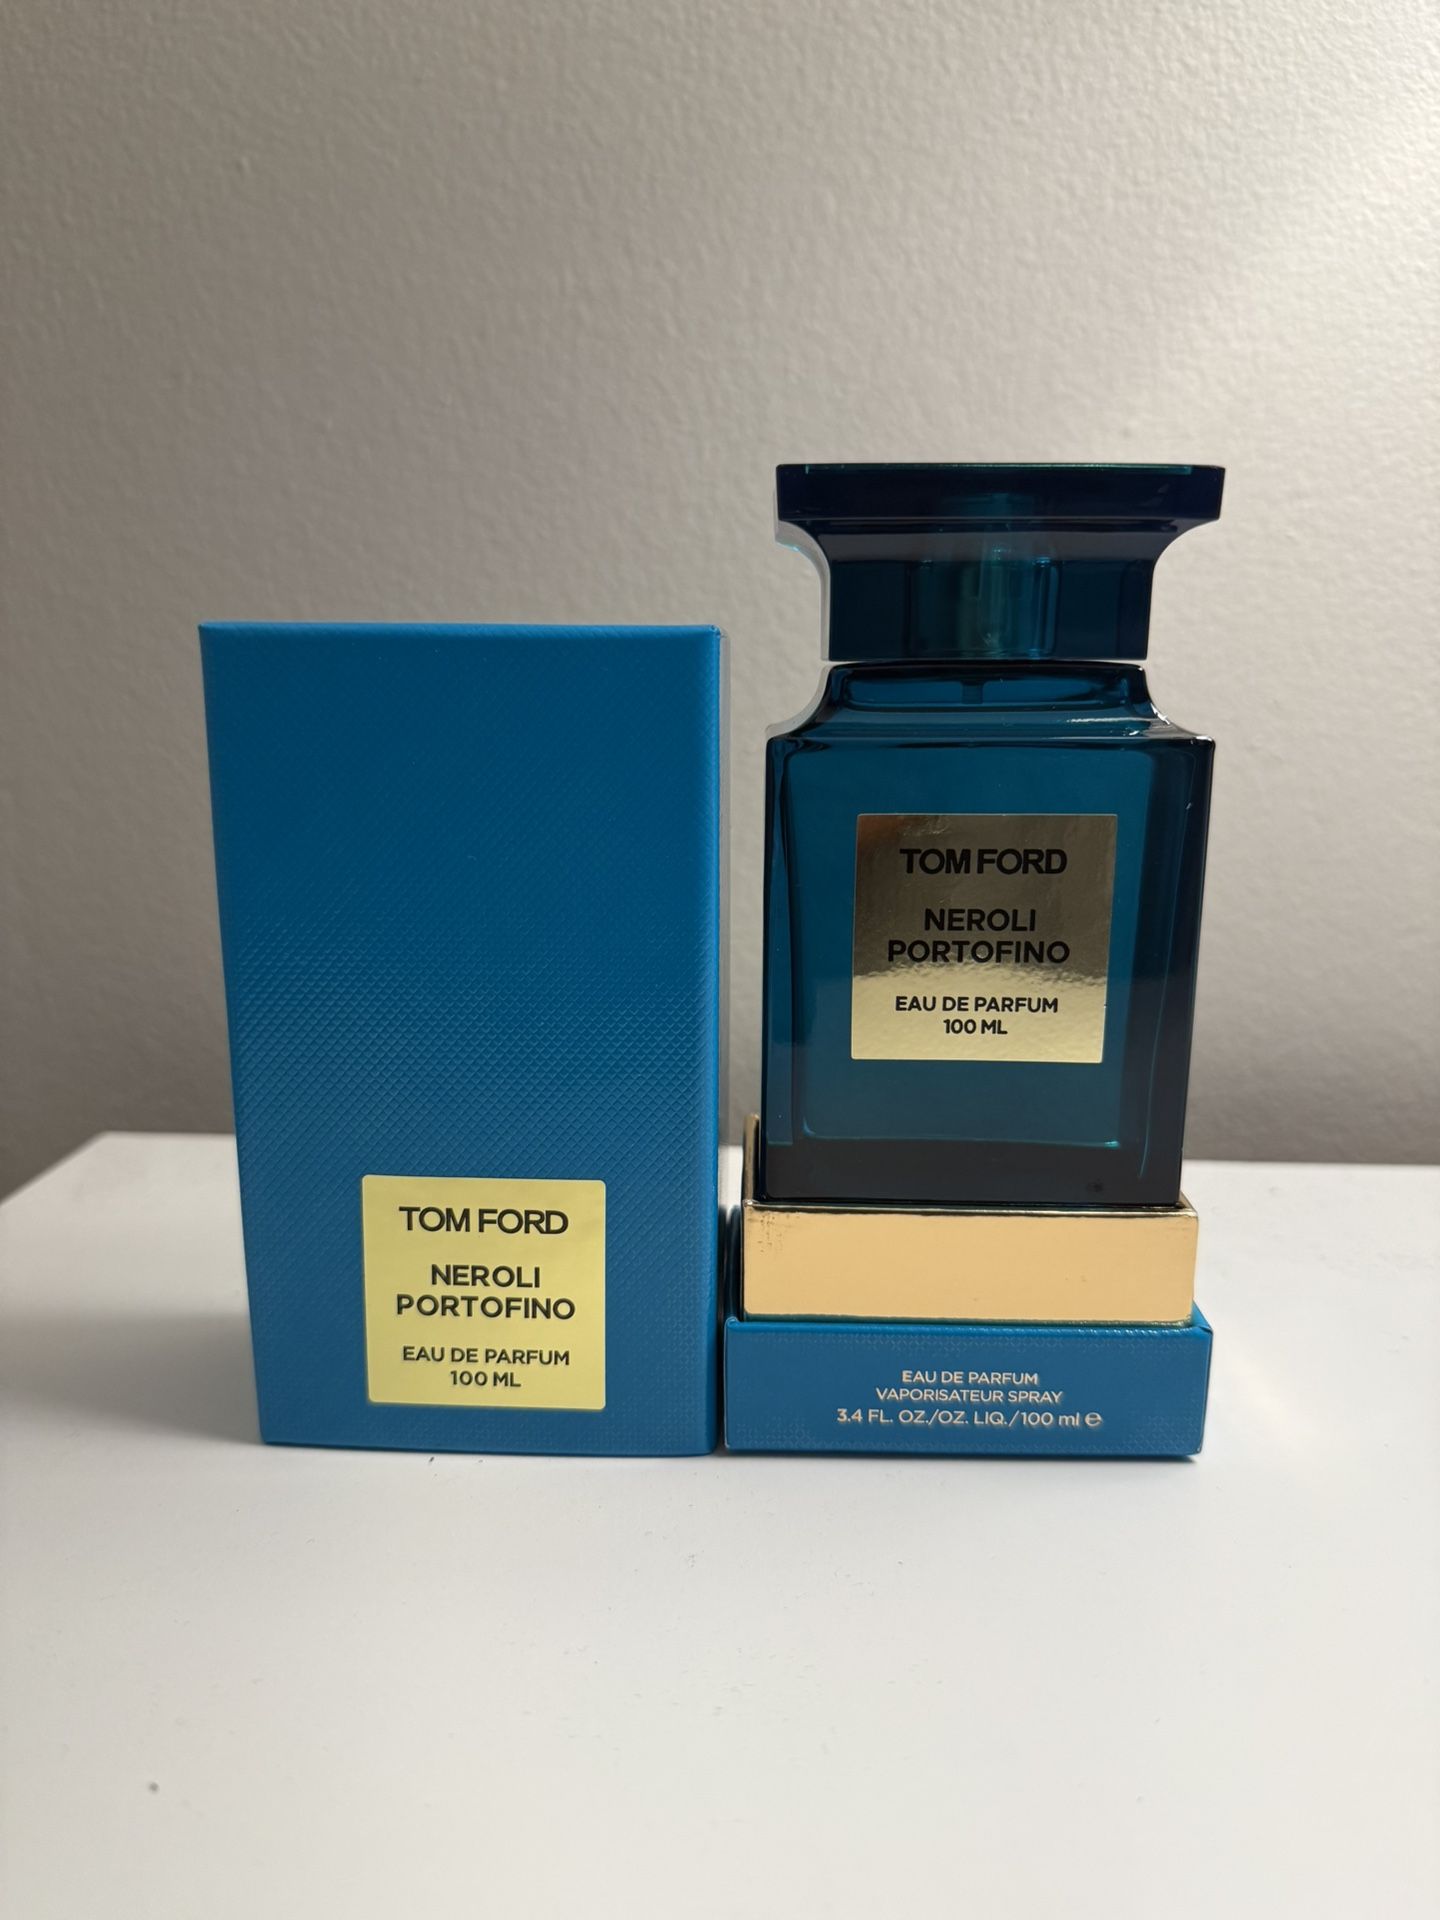 TOM FORD
NEROLI
PORTOFINO
EAU DE PARFUM
100 ML
TOM FORD
NEROLI
PORTOFINO
EAU DE PARFUM
100 ML
EAU DE PARFUM
VAPORISATEUR SPRAY
3.4 FL. OZ./OZ. LIQ./100 ml ℮